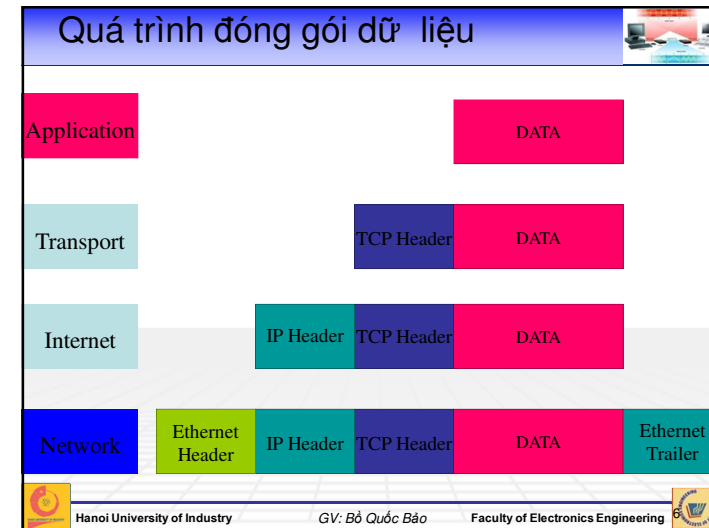 Quá trình đóng gói dữ liệu
Application
DATA
Transport
TCP Header
DATA
Internet
IP Header
TCP Header
DATA
Network
Ethernet
Header
IP Header
TCP Header
DATA
Ethernet
Trailer
Hanoi University of Industry
GV: Bồ Quốc Bảo
Faculty of Electronics Engineering
6